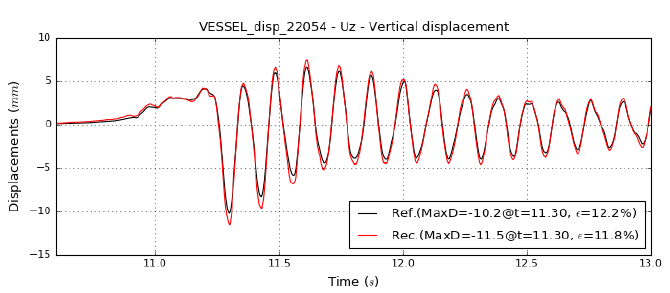 VESSEL_disp_22054 - Uz - Vertical displacement
10
5
0
−5
−10
−15
Displacements (mm)
Ref.(MaxD=-10.2@t=11.30, ϵ=12.2%)
Rec.(MaxD=-11.5@t=11.30, ϵ=11.8%)
11.0 11.5 12.0 12.5 13.0
Time (s)